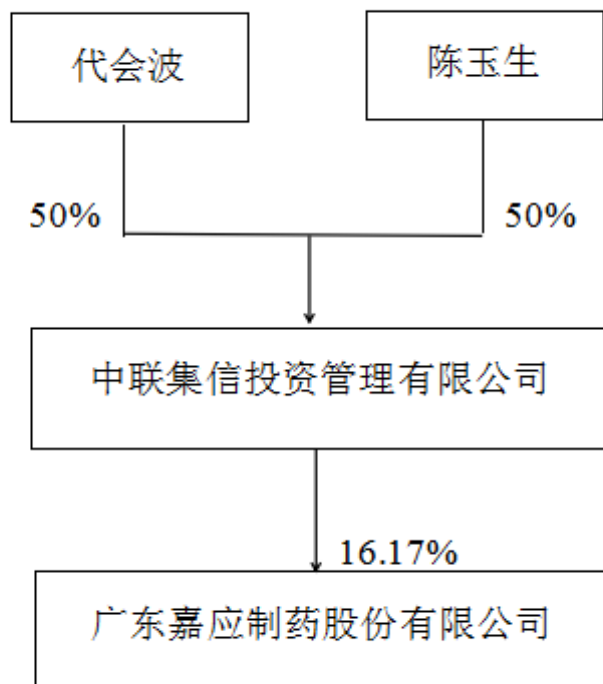 代会波
陈玉生
50%
50%
中联集信投资管理有限公司
16.17%
广东嘉应制药股份有限公司